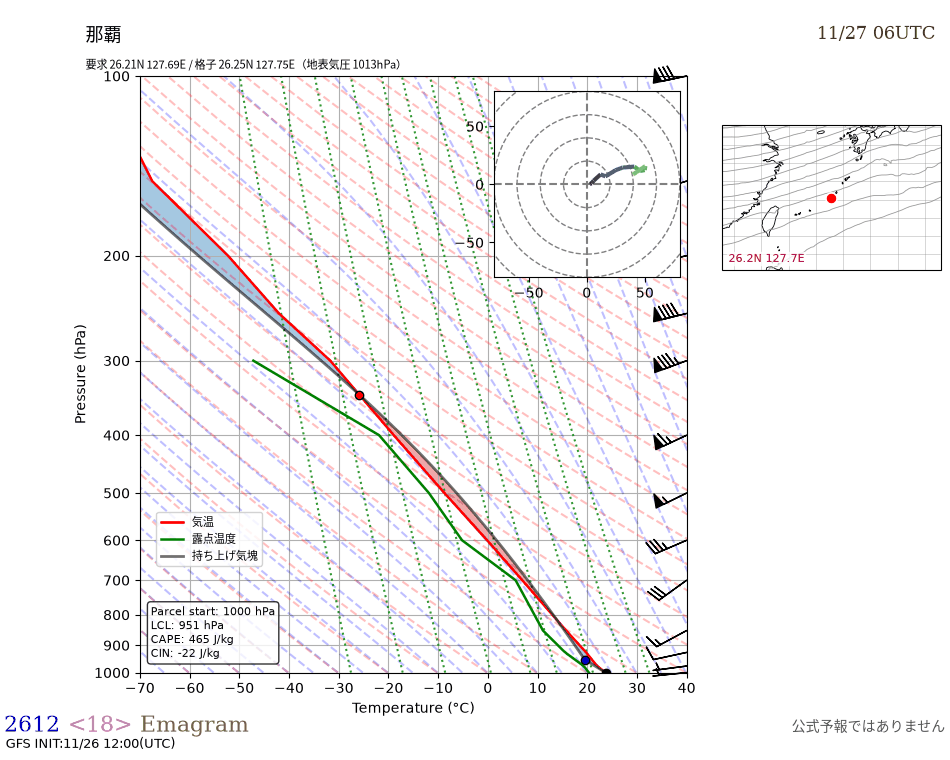 那覇
11/27 06UTC
要求 26.21N 127.69E / 格子 26.25N 127.75E（地表気圧 1013hPa）
100
200
300
400
500
600
700
800
900
1000
Pressure (hPa)
50
0
−50
−50 0 50
26.2N 127.7E
気温
露点温度
持ち上げ気塊
Parcel start: 1000 hPa
LCL: 951 hPa
CAPE: 465 J/kg
CIN: -22 J/kg
−70 −60 −50 −40 −30 −20 −10 0 10 20 30 40
Temperature (°C)
2612 <18> Emagram
公式予報ではありません
GFS INIT:11/26 12:00(UTC)